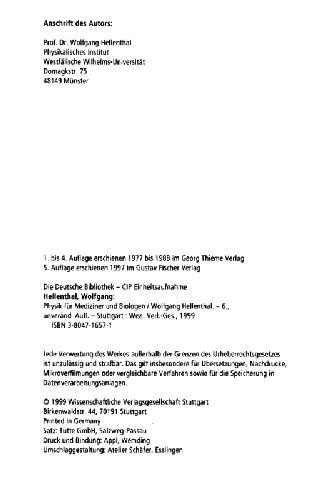 Anschrift des Autors:
Prof. Dr. Wolfgang Hellenthal
Physikalisches Institut
Westfälische Wilhelms-Universität
Domagkstr. 75
48149 Münster
1. bis 4. Auflage erschienen 1977 bis 1988 im Georg Thieme Verlag
5. Auflage erschienen 1997 im Gustav Fischer Verlag
Die Deutsche Bibliothek – CIP Einheitsaufnahme
Hellenthal, Wolfgang:
Physik für Mediziner und Biologen / Wolfgang Hellenthal. – 6.,
unveränd. Aufl. – Stuttgart : Wiss. Verl.-Ges., 1999
ISBN 3-8047-1657-1
Jede Verwertung des Werkes außerhalb der Grenzen des Urheberrechtsgesetzes
ist unzulässig und strafbar. Das gilt insbesondere für Übersetzungen, Nachdrucke,
Mikroverfilmungen oder vergleichbare Verfahren sowie für die Speicherung in
Datenverarbeitungsanlagen.
© 1999 Wissenschaftliche Verlagsgesellschaft Stuttgart
Birkenwaldstr. 44, 70191 Stuttgart
Printed in Germany
Satz: Tutte GmbH, Salzweg-Passau
Druck und Bindung: Appl, Wemding
Umschlaggestaltung: Atelier Schäfer, Esslingen